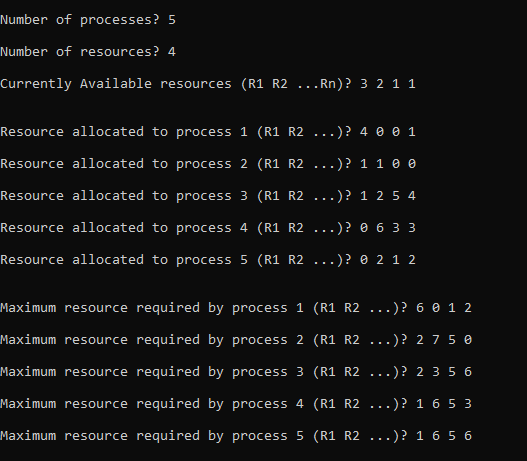 Number of processes? 5
Number of resources? 4
Currently Available resources (R1 R2 ...Rn)? 3 2 1 1
Resource allocated to process 1 (R1 R2 ...)? 4 0 0 1
Resource allocated to process 2 (R1 R2 ...)? 1 1 0 0
Resource allocated to process 3 (R1 R2 ...)? 1 2 5 4
Resource allocated to process 4 (R1 R2 ...)? 0 6 3 3
Resource allocated to process 5 (R1 R2 ...)? 0 2 1 2
Maximum resource required by process 1 (R1 R2 ...)? 6 0 1 2
Maximum resource required by process 2 (R1 R2 ...)? 2 7 5 0
Maximum resource required by process 3 (R1 R2 ...)? 2 3 5 6
Maximum resource required by process 4 (R1 R2 ...)? 1 6 5 3
Maximum resource required by process 5 (R1 R2 ...)? 1 6 5 6